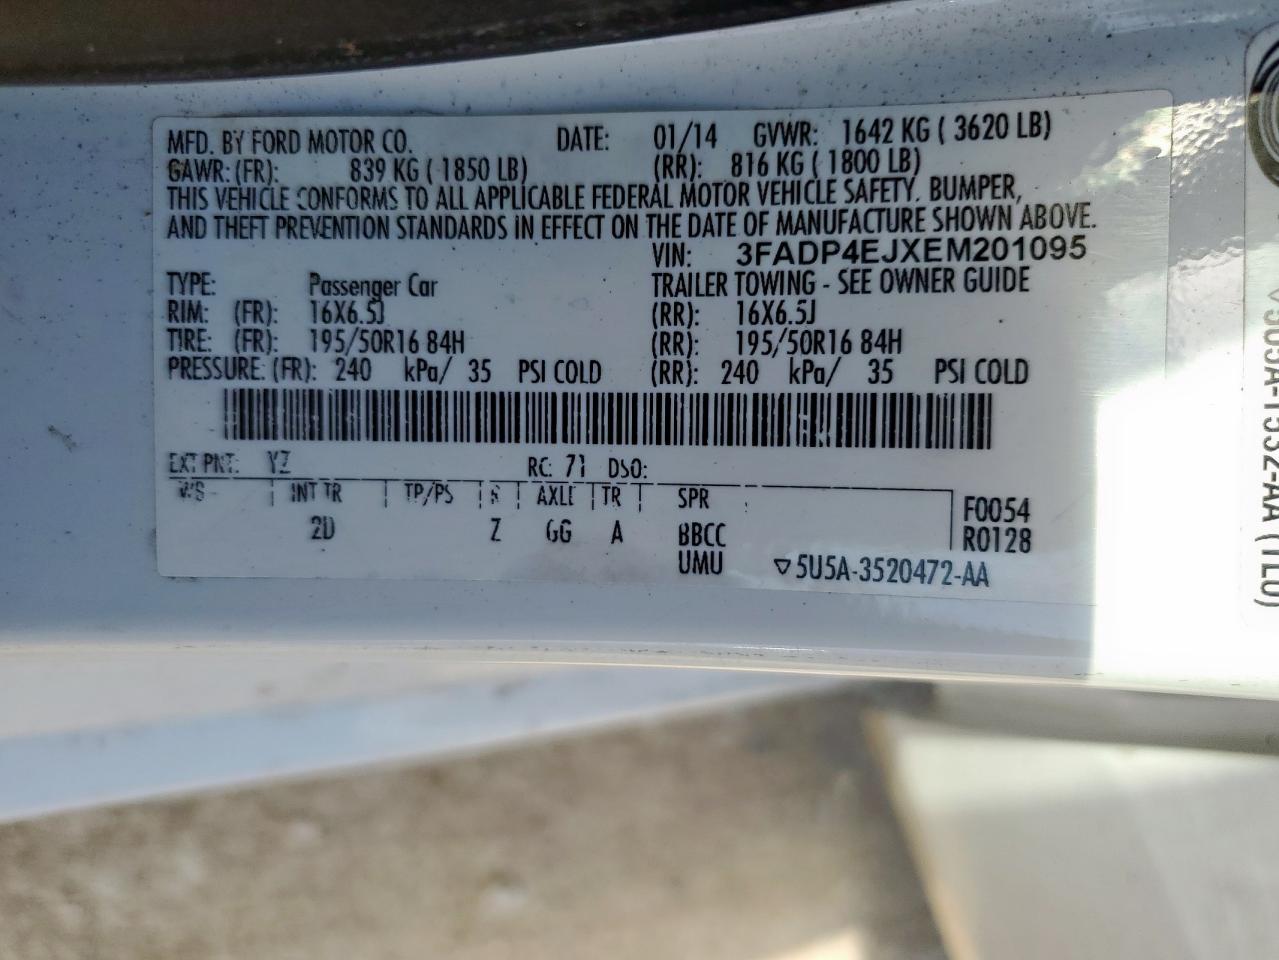 MFD. BY FORD MOTOR CO. DATE: 01/14 GVWR: 1642 KG ( 3620 LB)
GAWR: (FR): 839 KG ( 1850 LB) (RR): 816 KG ( 1800 LB)
THIS VEHICLE CONFORMS TO ALL APPLICABLE FEDERAL MOTOR VEHICLE SAFETY, BUMPER,
AND THEFT PREVENTION STANDARDS IN EFFECT ON THE DATE OF MANUFACTURE SHOWN ABOVE.
VIN: 3FADP4EJXEM201095
TYPE: Passenger Car TRAILER TOWING - SEE OWNER GUIDE
RIM: (FR): 16X6.5J (RR): 16X6.5J
TIRE: (FR): 195/50R16 84H (RR): 195/50R16 84H
PRESSURE: (FR): 240 kPa/ 35 PSI COLD (RR): 240 kPa/ 35 PSI COLD
EXT PNT: YZ RC: 71 DSO:
WS INT TR TP/PS R AXLE TR SPR F0054
2D Z GG A BBCC R0128
UMU ▽5U5A-3520472-AA